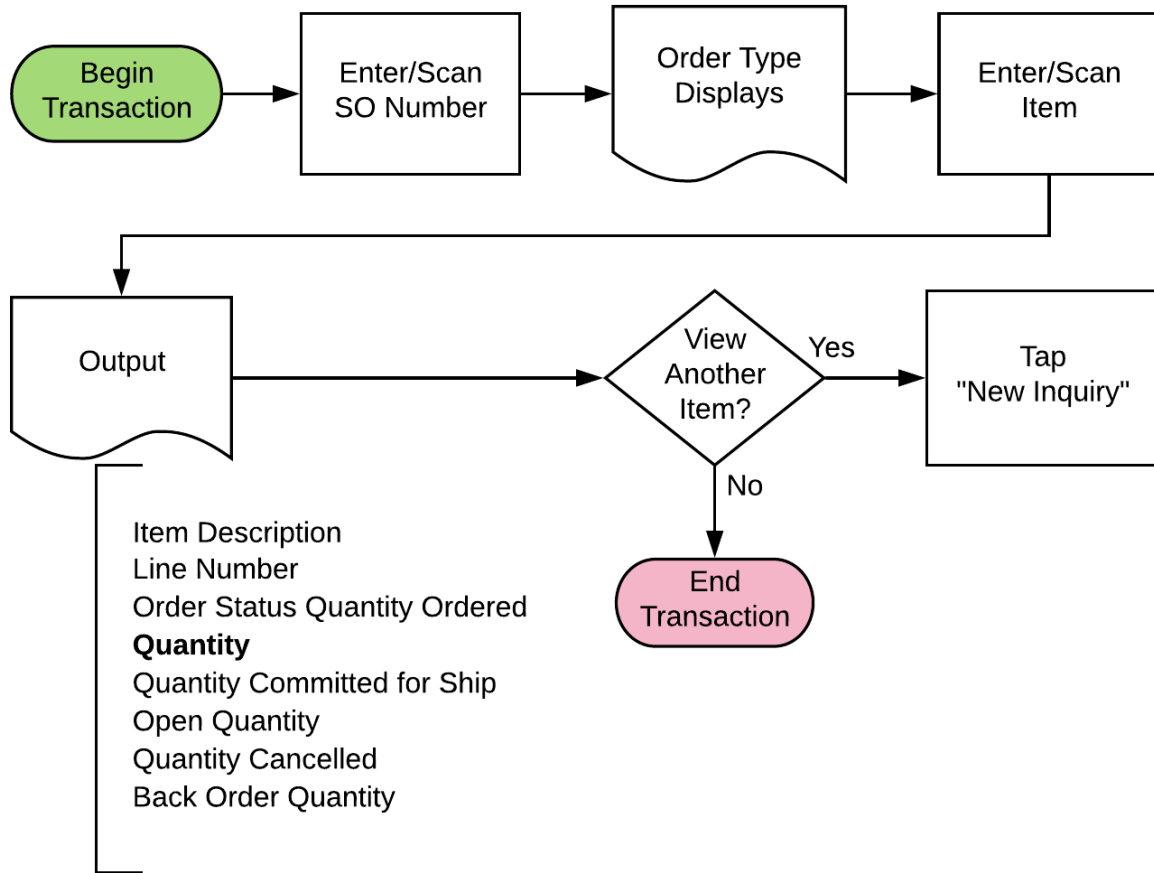 Begin
Transaction
Enter/Scan
SO Number
Order Type
Displays
Enter/Scan
Item
Output
View
Another
Item?
Yes
Tap
"New Inquiry"
No
End
Transaction
Item Description
Line Number
Order Status Quantity Ordered
Quantity
Quantity Committed for Ship
Open Quantity
Quantity Cancelled
Back Order Quantity